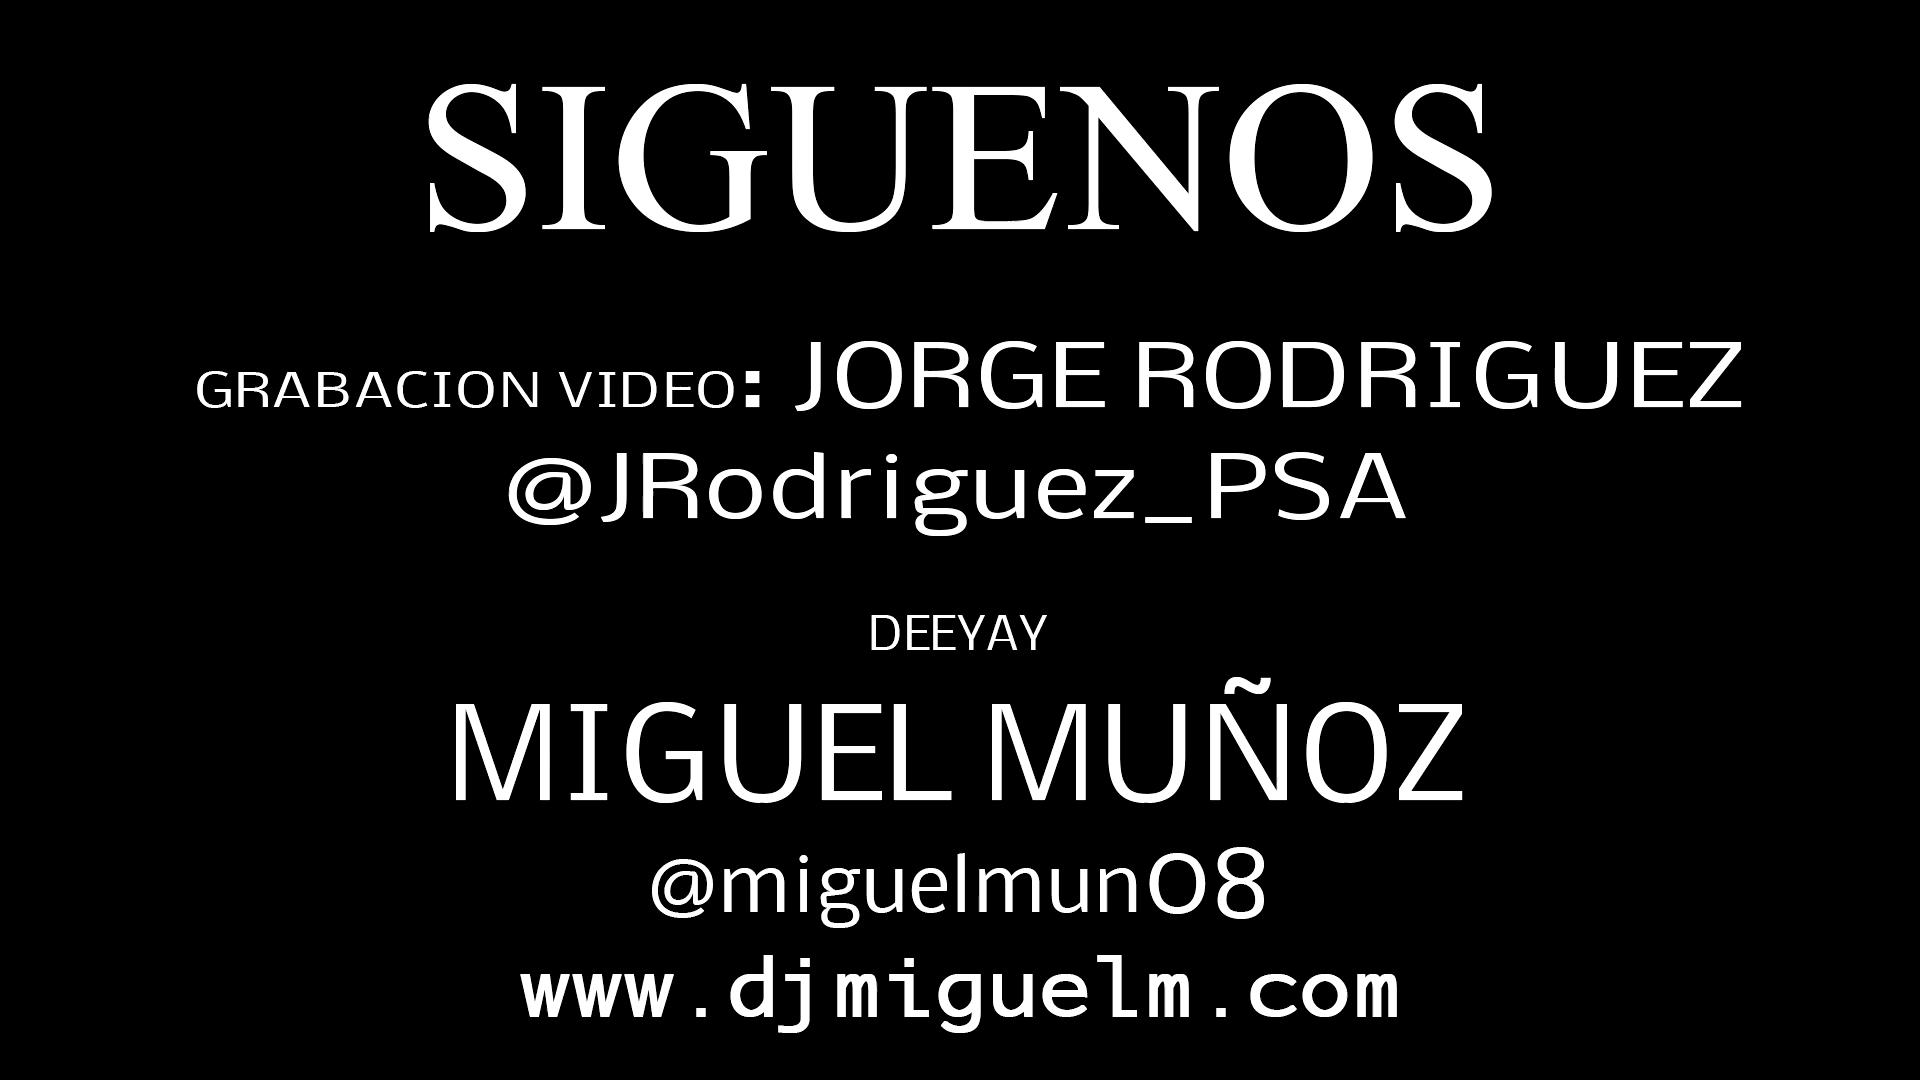 SIGUENOS
GRABACION VIDEO: JORGE RODRIGUEZ
@JRodriguez_PSA
DEEYAY
MIGUEL MUÑOZ
@miguelmun08
www.djmiguelm.com